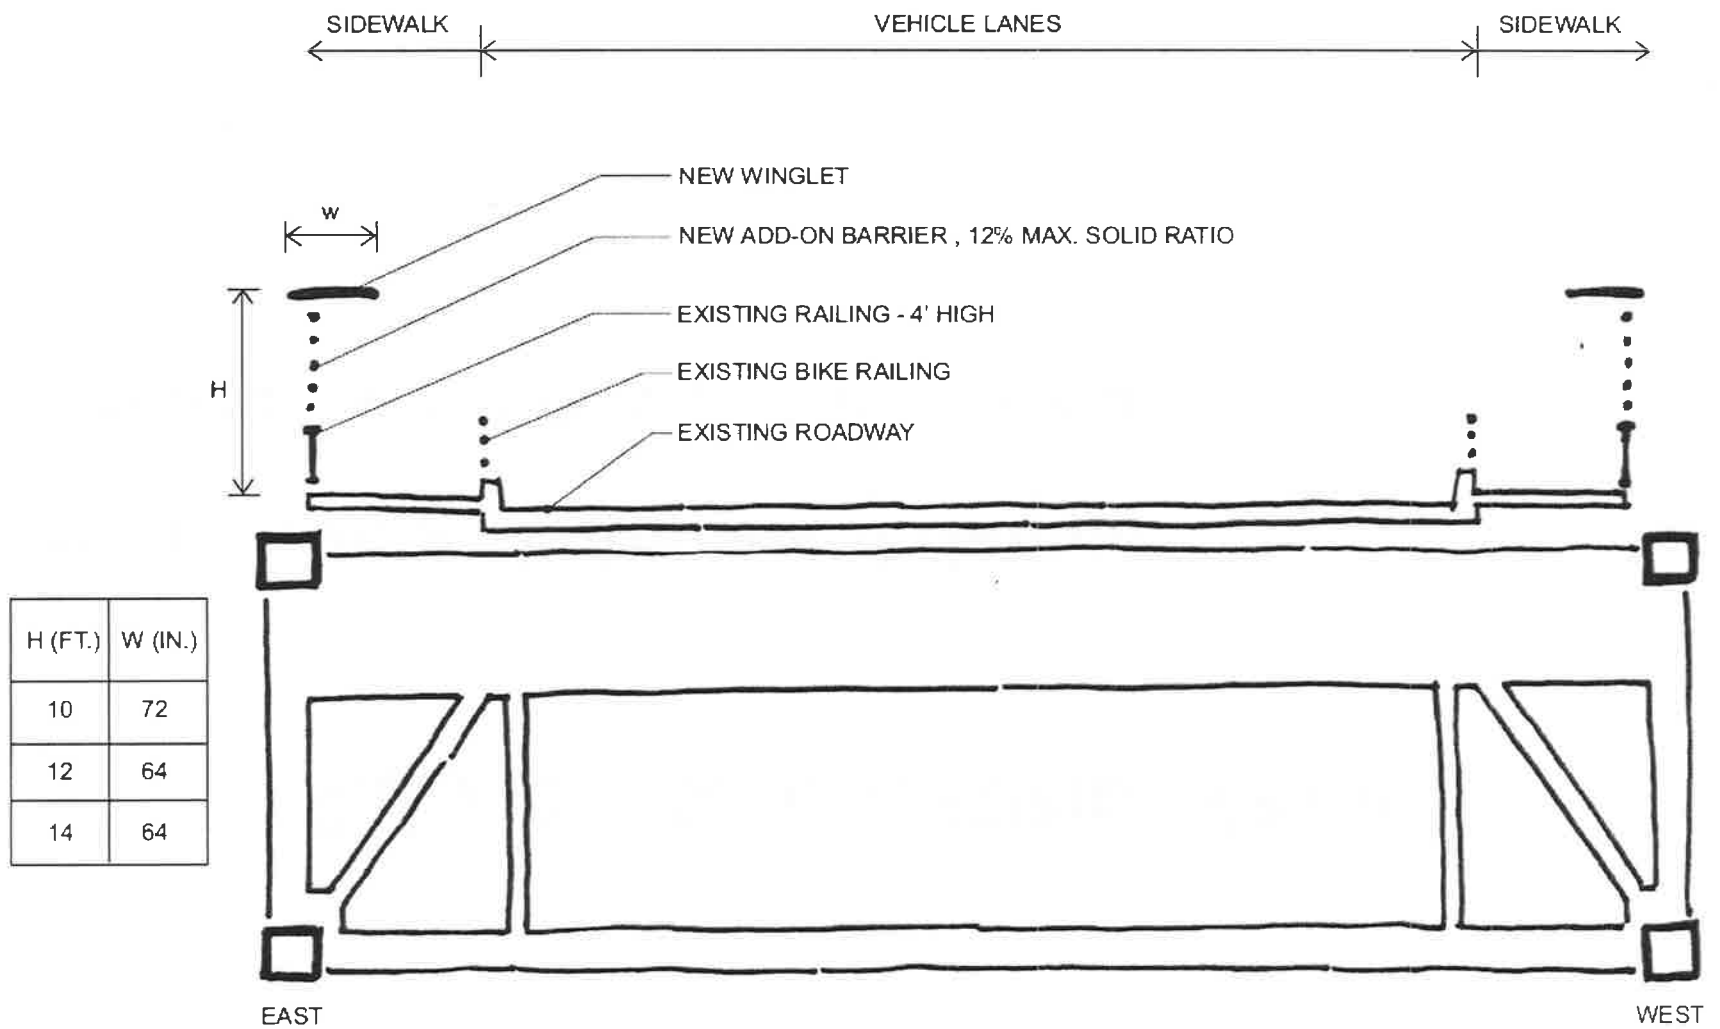 SIDEWALK
VEHICLE LANES
SIDEWALK
NEW WINGLET
W
NEW ADD-ON BARRIER , 12% MAX. SOLID RATIO
EXISTING RAILING - 4' HIGH
H
EXISTING BIKE RAILING
EXISTING ROADWAY
H (FT.) W (IN.)
10 72
12 64
14 64
EAST
WEST